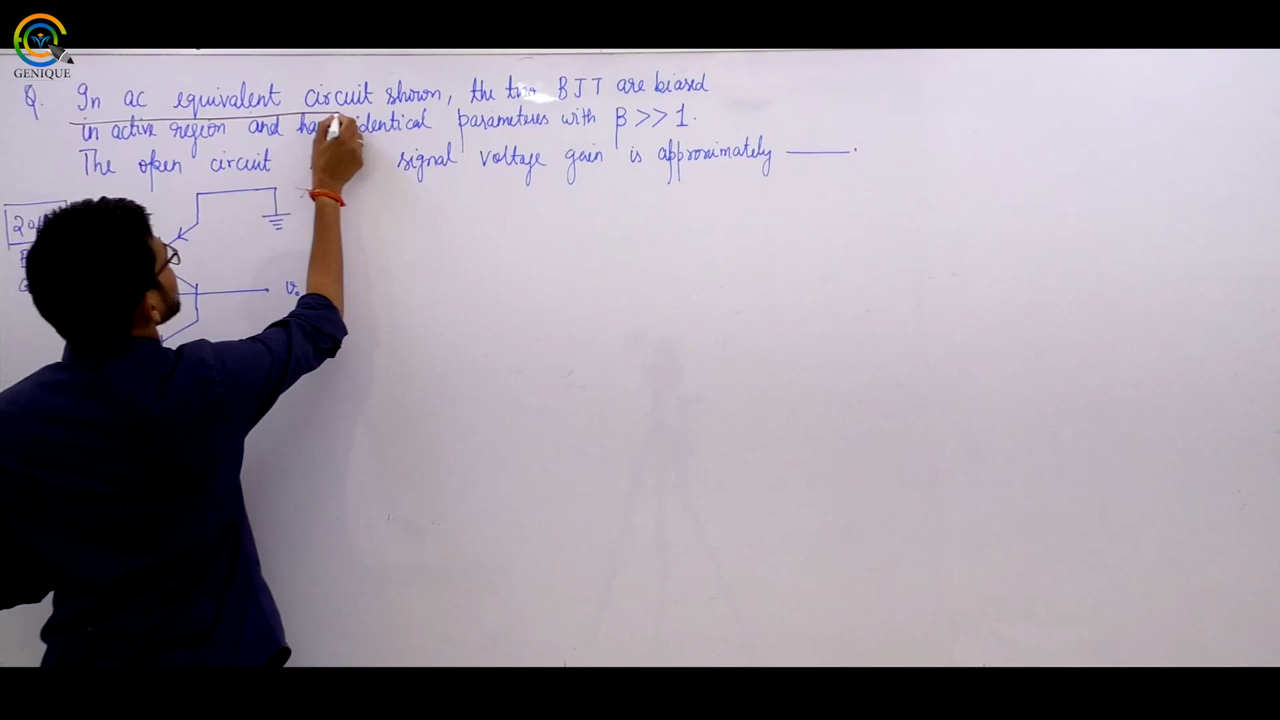 GENIQUE
Q. In ac equivalent circuit shown, the two BJT are biased
in active region and identical parameters with β >> 1.
The open circuit signal voltage gain is approximately ______.
v₀